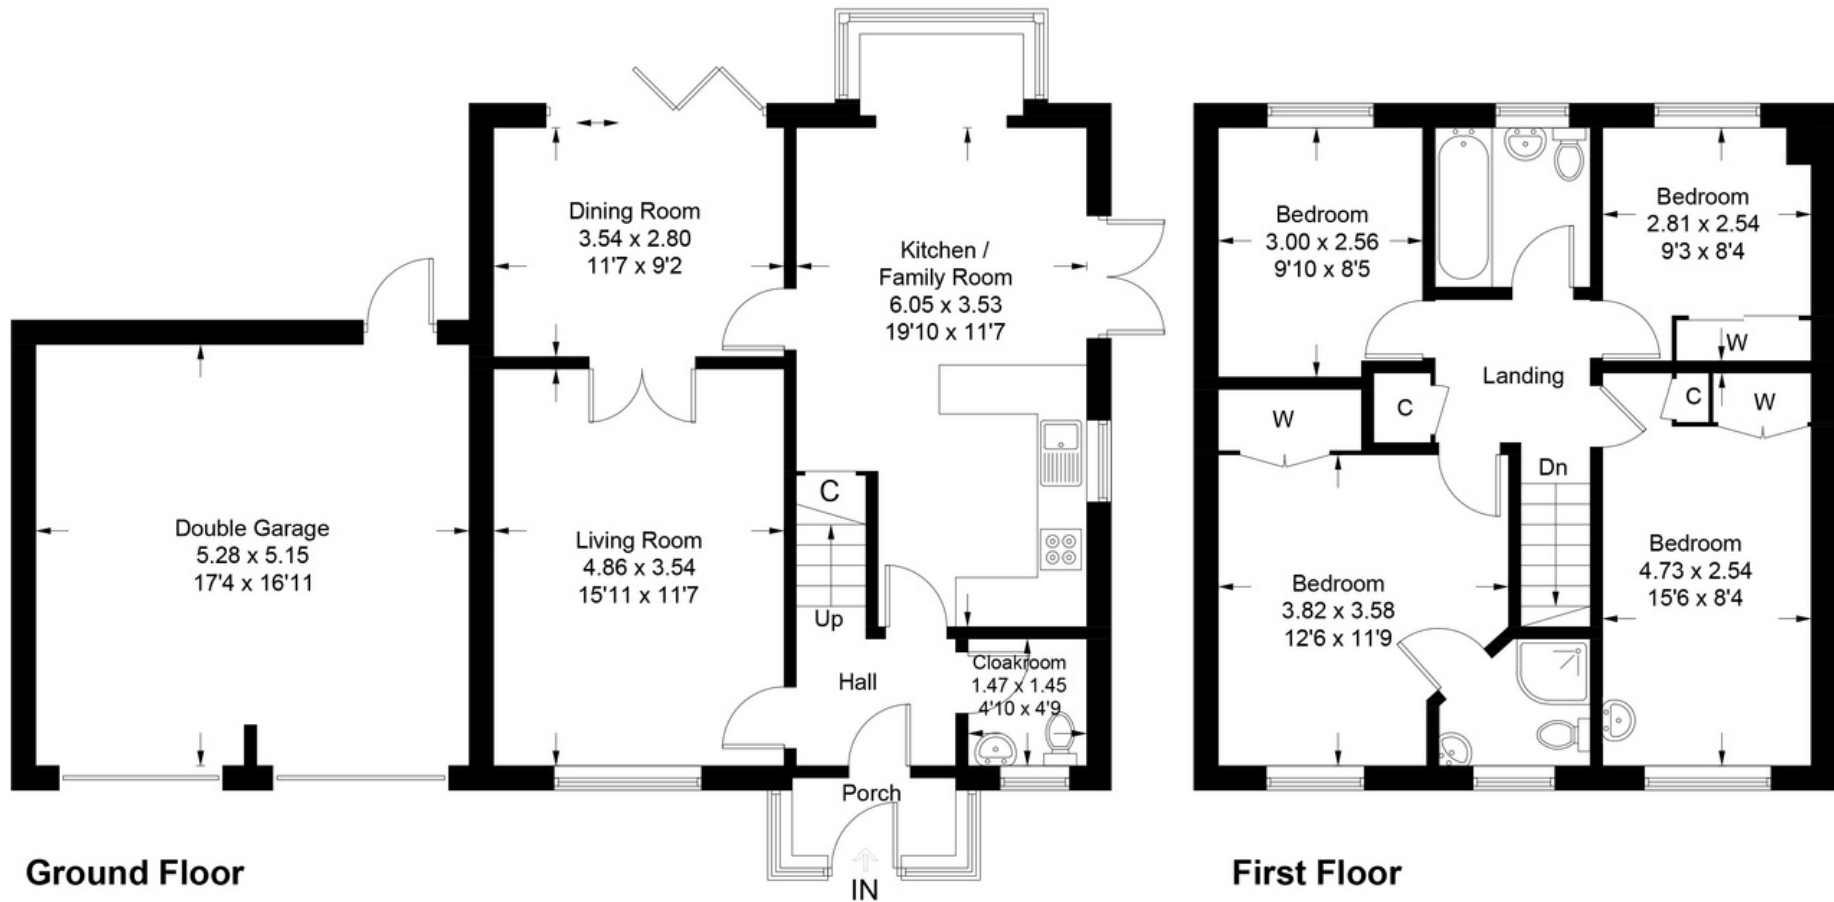 Dining Room
3.54 x 2.80
11'7 x 9'2
Kitchen /
Family Room
6.05 x 3.53
19'10 x 11'7
Double Garage
5.28 x 5.15
17'4 x 16'11
Living Room
4.86 x 3.54
15'11 x 11'7
C
Up
Hall
Cloakroom
1.47 x 1.45
4'10 x 4'9
Porch
IN
Ground Floor
Bedroom
3.00 x 2.56
9'10 x 8'5
Bedroom
2.81 x 2.54
9'3 x 8'4
W
Landing
C
W
C
W
Dn
Bedroom
3.82 x 3.58
12'6 x 11'9
Bedroom
4.73 x 2.54
15'6 x 8'4
First Floor